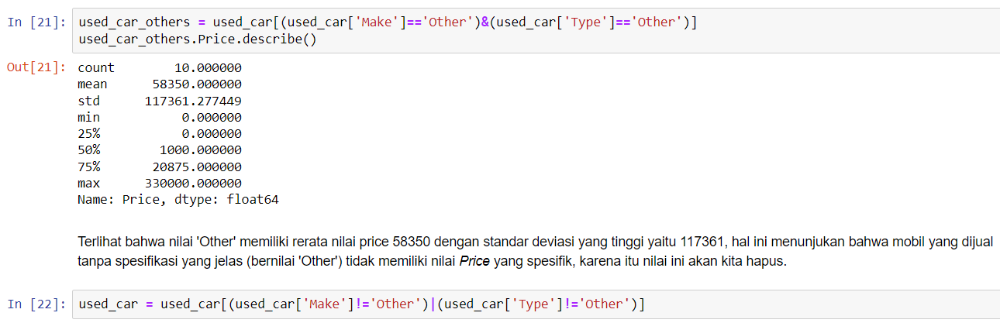 In [21]: used_car_others = used_car[(used_car['Make']=='Other')&(used_car['Type']=='Other')]
used_car_others.Price.describe()
Out[21]: count 10.000000
mean 58350.000000
std 117361.277449
min 0.000000
25% 0.000000
50% 1000.000000
75% 20875.000000
max 330000.000000
Name: Price, dtype: float64
Terlihat bahwa nilai 'Other' memiliki rerata nilai price 58350 dengan standar deviasi yang tinggi yaitu 117361, hal ini menunjukan bahwa mobil yang dijual
tanpa spesifikasi yang jelas (bernilai 'Other') tidak memiliki nilai Price yang spesifik, karena itu nilai ini akan kita hapus.
In [22]: used_car = used_car[(used_car['Make']!='Other')|(used_car['Type']!='Other')]